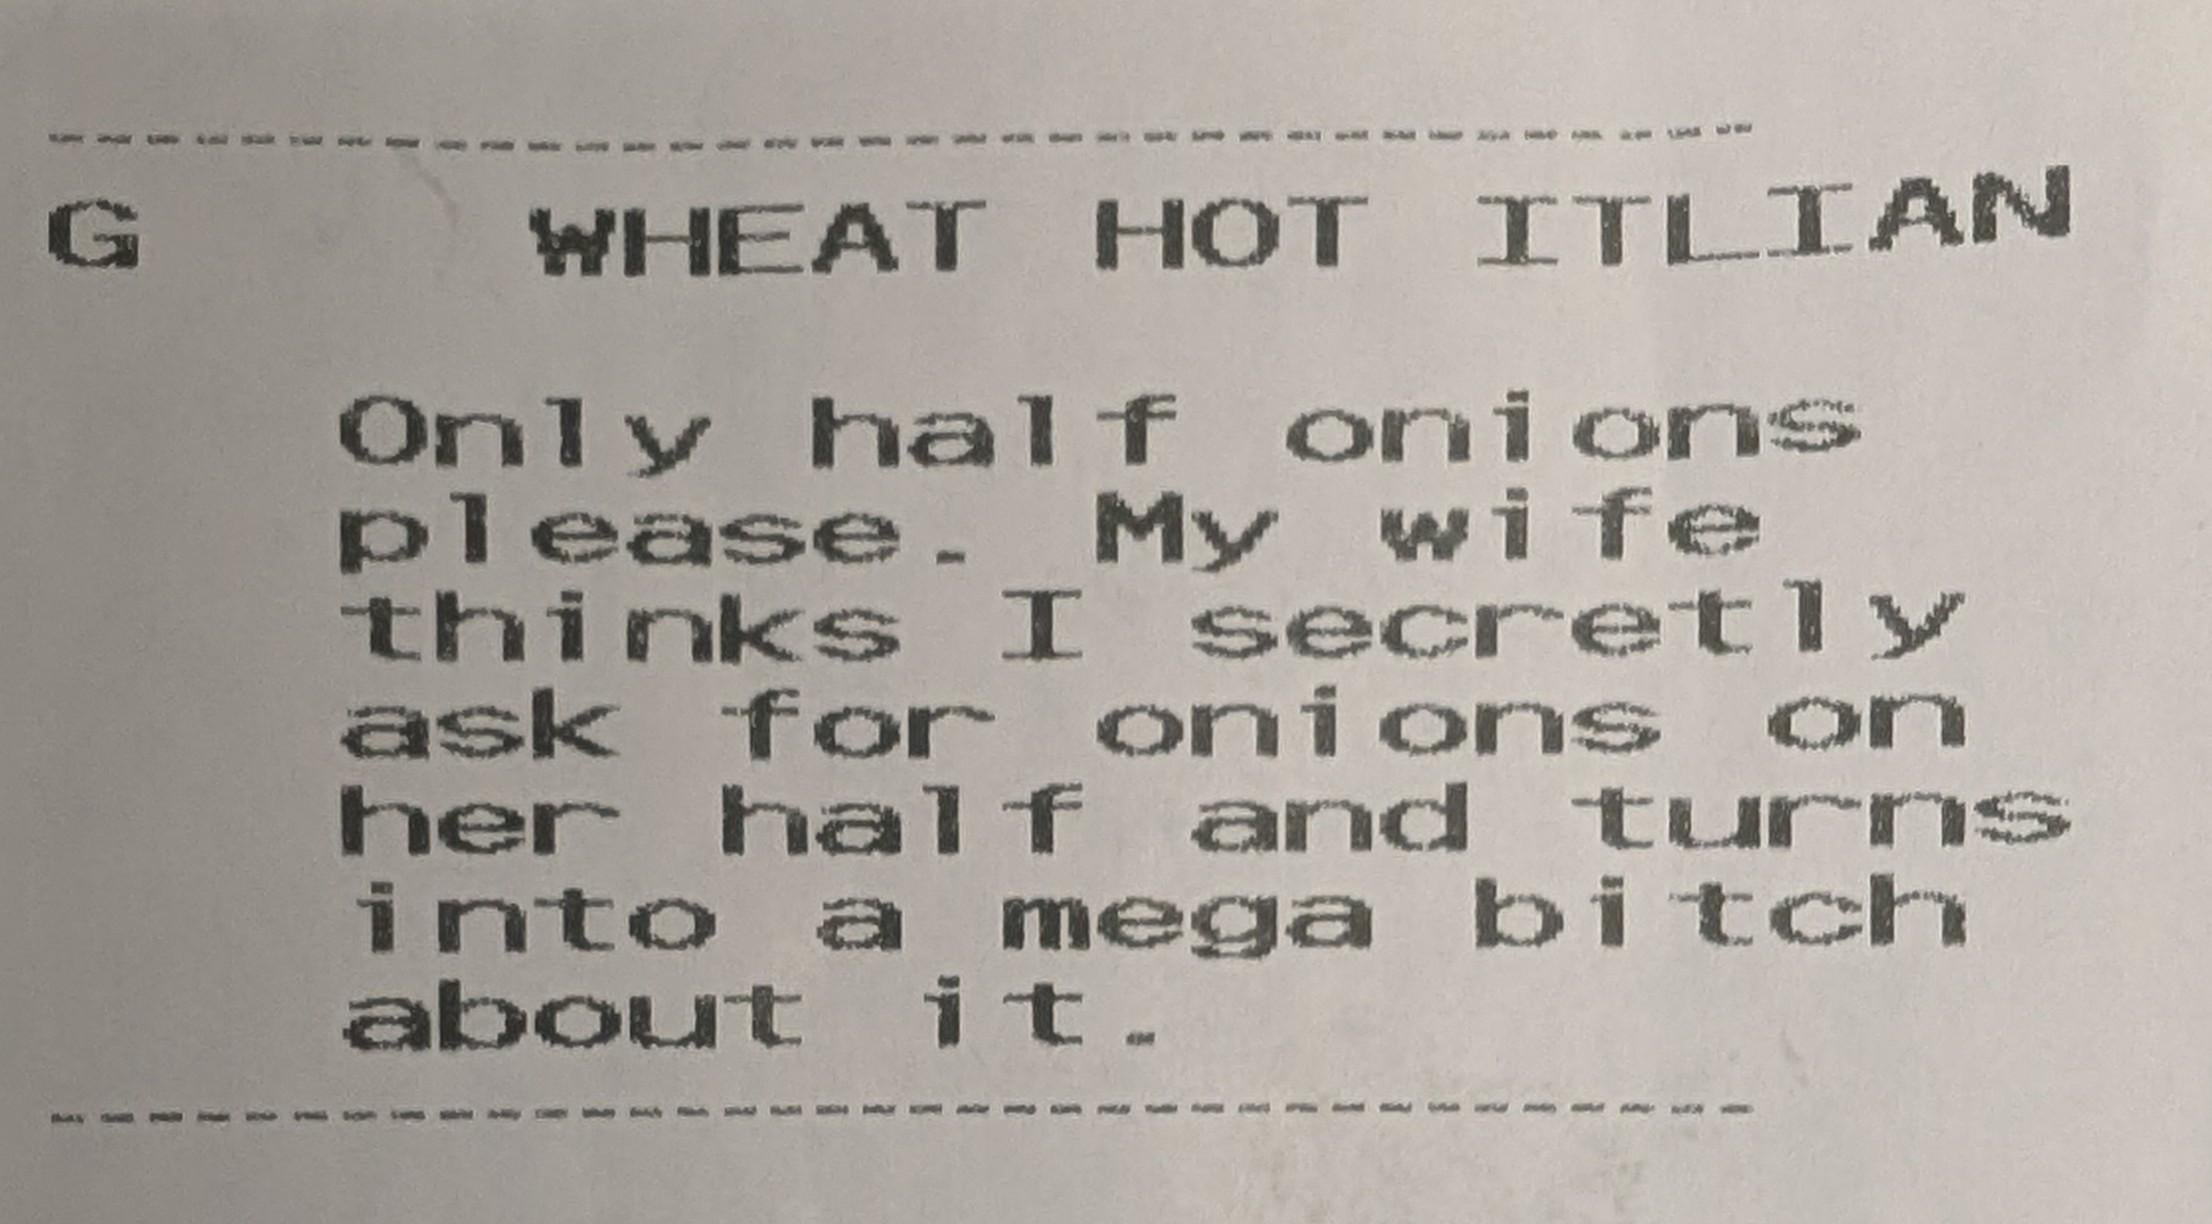 G WHEAT HOT ITLIAN
Only half onions
please. My wife
thinks I secretly
ask for onions on
her half and turns
into a mega bitch
about it.